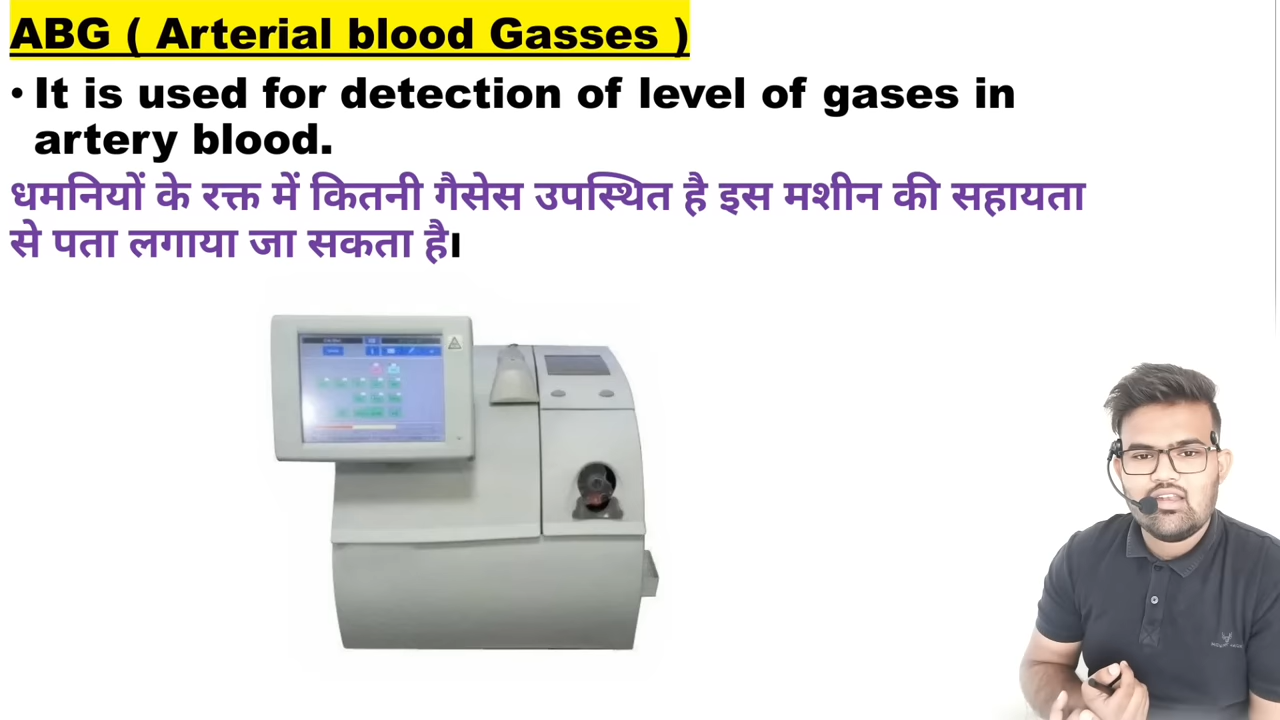 ABG ( Arterial blood Gasses )
• It is used for detection of level of gases in
artery blood.
धमनियों के रक्त में कितनी गैसेस उपस्थित है इस मशीन की सहायता
से पता लगाया जा सकता है।